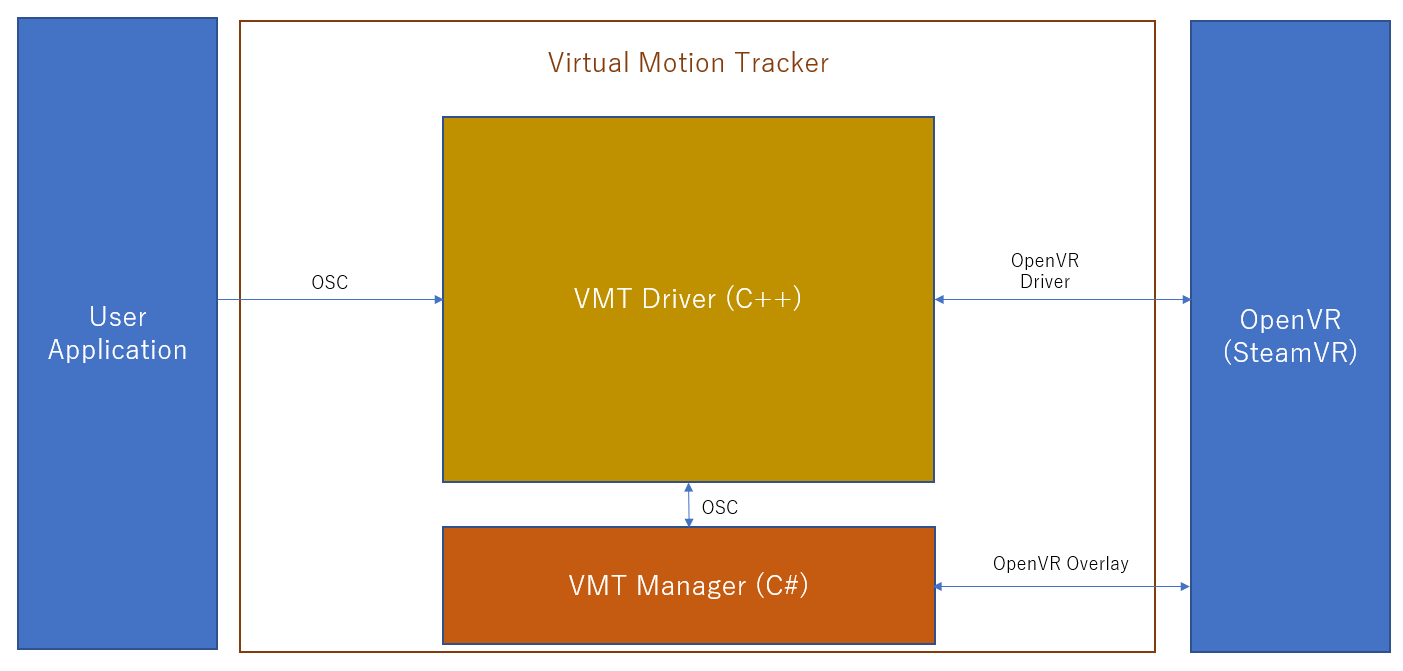 Virtual Motion Tracker
User
Application
OSC
VMT Driver (C++)
OpenVR
Driver
OpenVR
(SteamVR)
OSC
VMT Manager (C#)
OpenVR Overlay